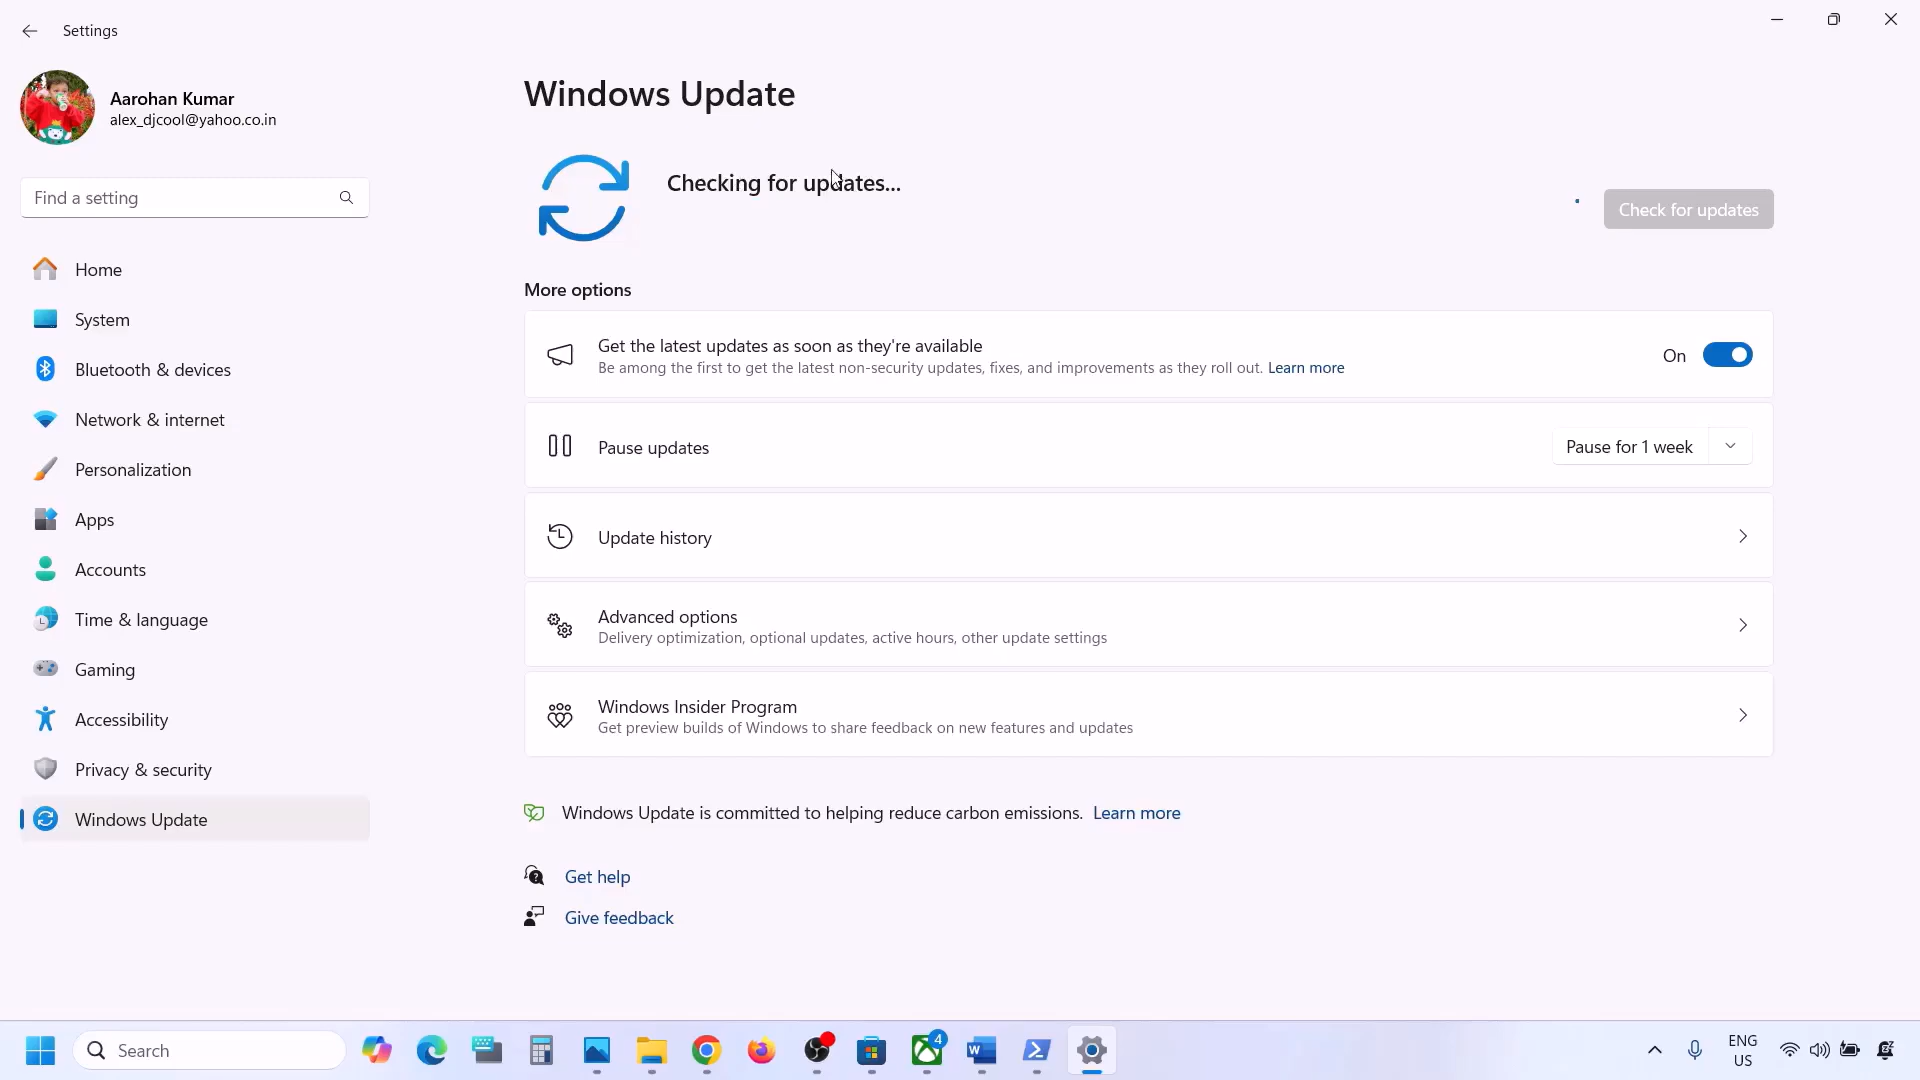 Settings
Aarohan Kumar
alex_djcool@yahoo.co.in
Find a setting
Home
System
Bluetooth & devices
Network & internet
Personalization
Apps
Accounts
Time & language
Gaming
Accessibility
Privacy & security
Windows Update
Windows Update
Checking for updates...
Check for updates
More options
Get the latest updates as soon as they're available
Be among the first to get the latest non-security updates, fixes, and improvements as they roll out. Learn more
On
Pause updates
Pause for 1 week
Update history
Advanced options
Delivery optimization, optional updates, active hours, other update settings
Windows Insider Program
Get preview builds of Windows to share feedback on new features and updates
Windows Update is committed to helping reduce carbon emissions. Learn more
Get help
Give feedback
Search
4
ENG
US